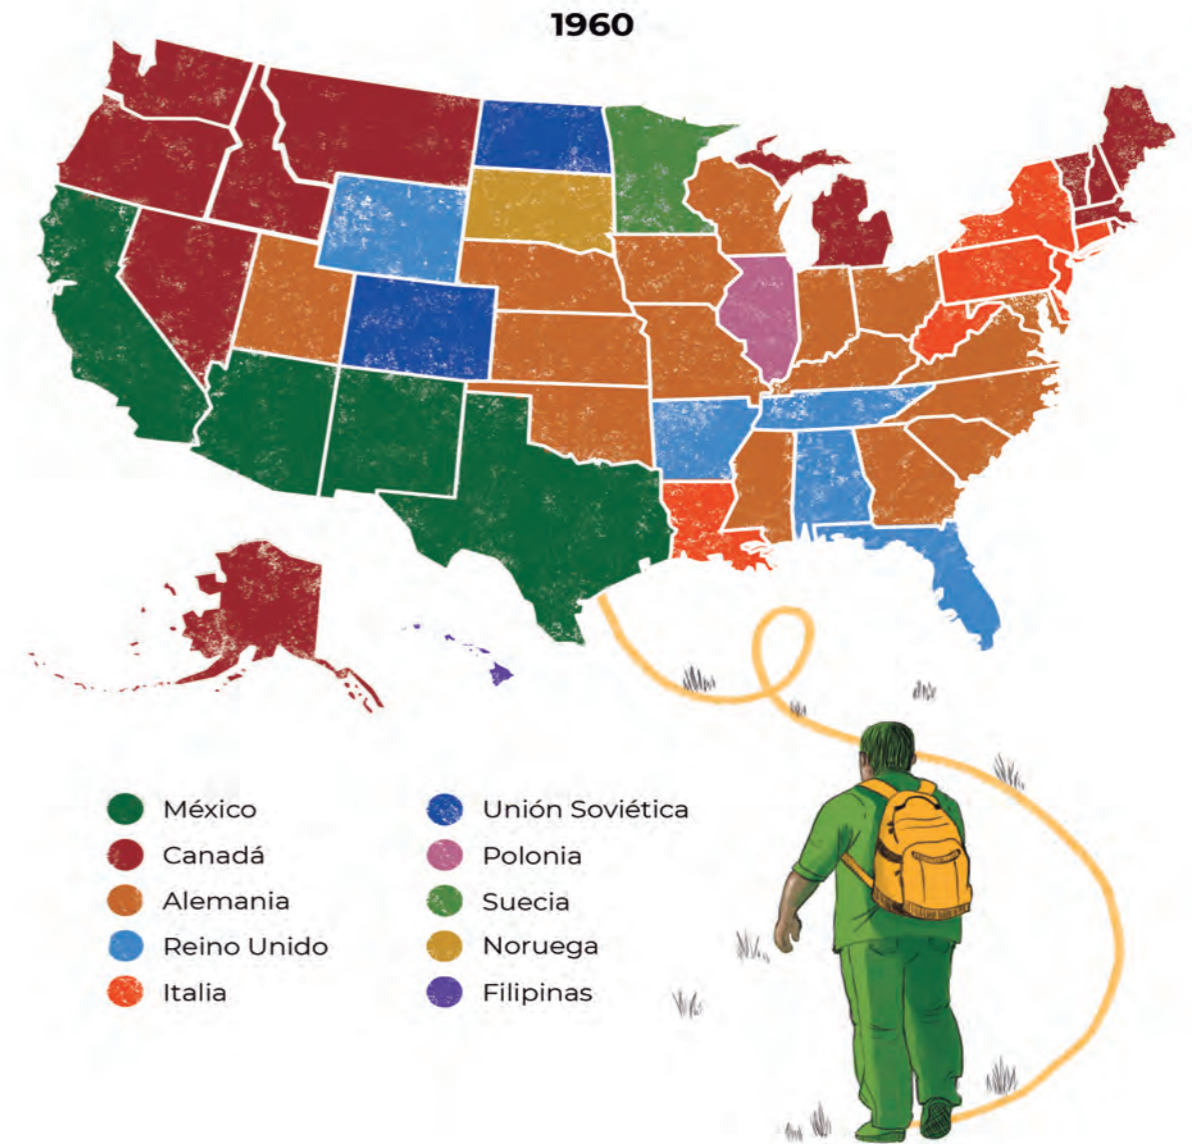 1960
México
Canadá
Alemania
Reino Unido
Italia
Unión Soviética
Polonia
Suecia
Noruega
Filipinas